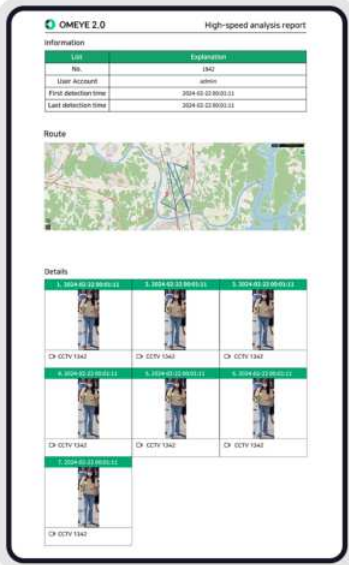 OMEYE 2.0 High-speed analysis report
Information
List Explanation
No. 1342
User Account admin
First detection time 2024-02-22 00:01:11
Last detection time 2024-02-22 00:01:11
Route
Details
1. 2024-02-22 00:01:11 2. 2024-02-22 00:01:11 3. 2024-02-22 00:01:11
CCTV 1342 CCTV 1342 CCTV 1342
4. 2024-02-22 00:01:11 5. 2024-02-22 00:01:11 6. 2024-02-22 00:01:11
CCTV 1342 CCTV 1342 CCTV 1342
7. 2024-02-22 00:01:11
CCTV 1342